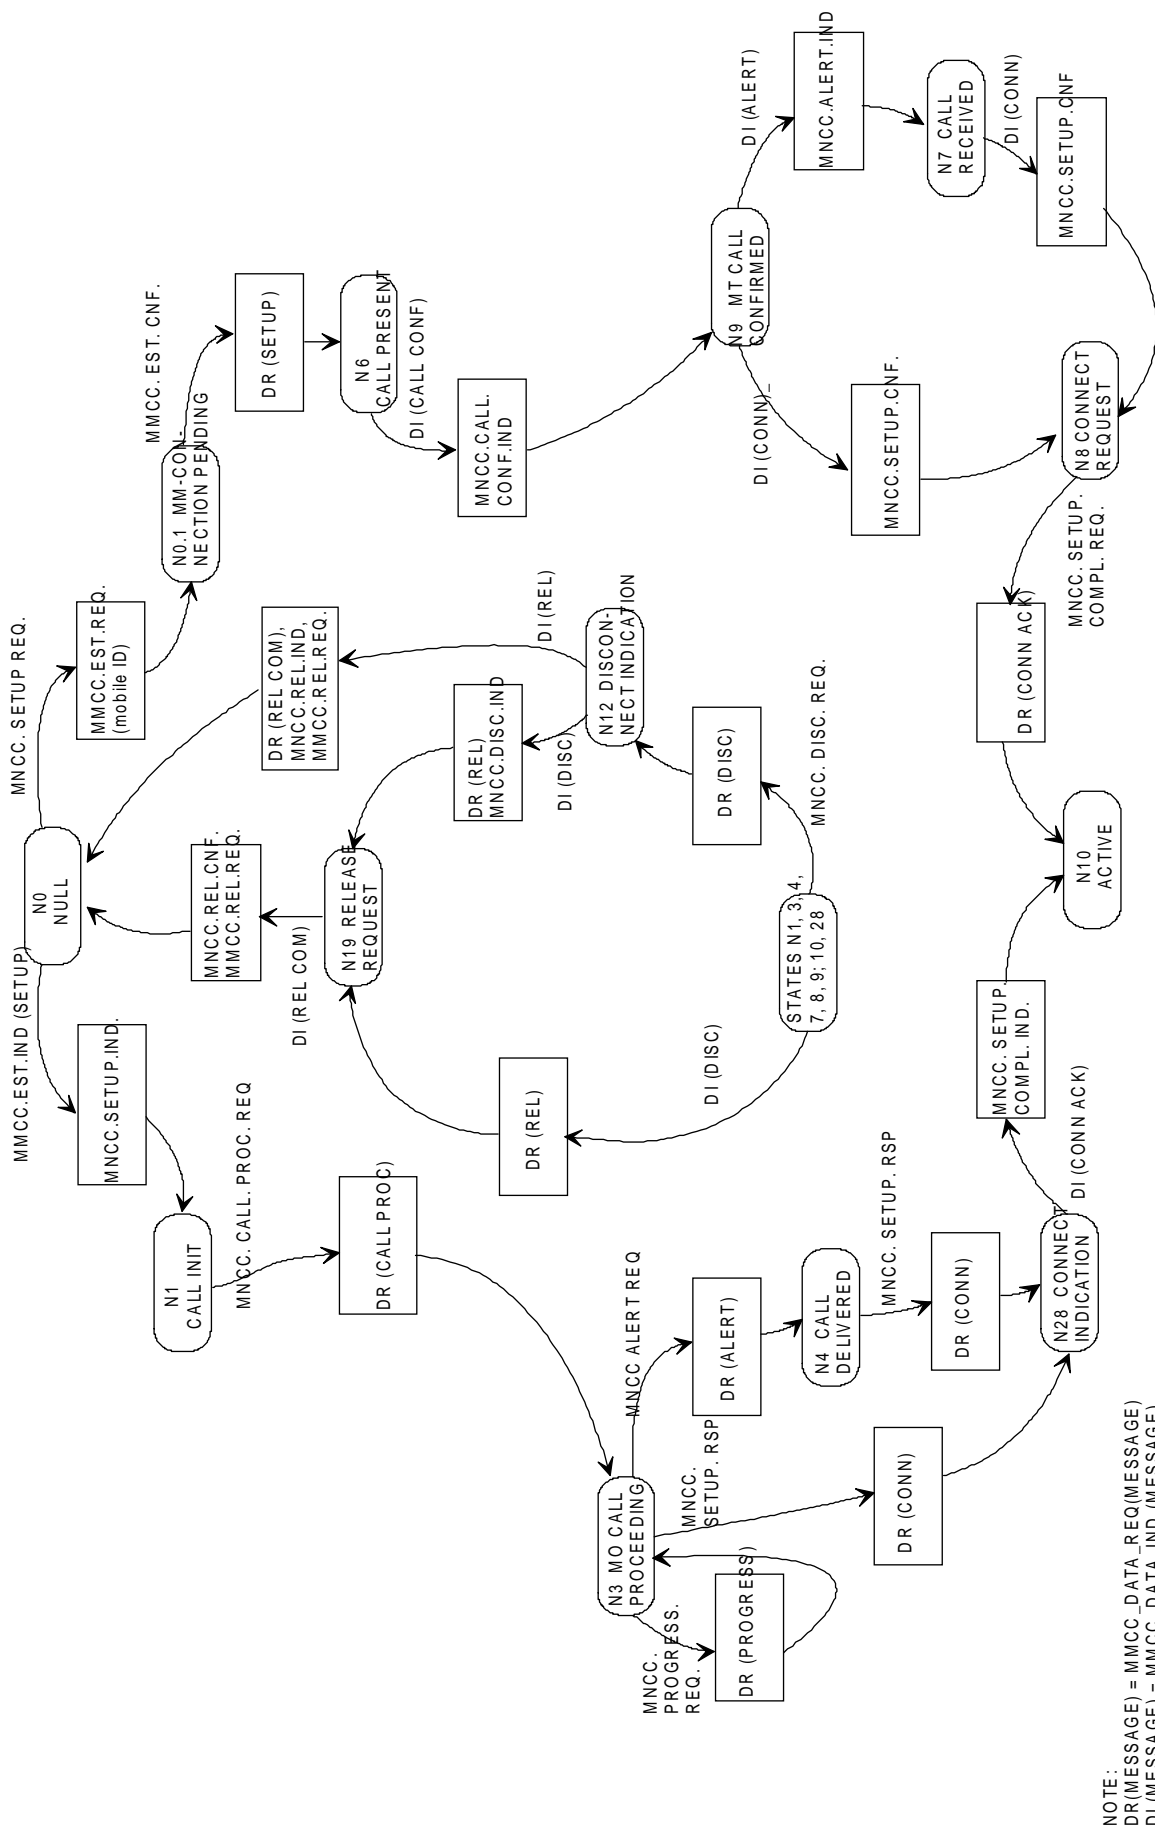 N0
NULL
MNCC. SETUP REQ.
MMCC.EST.IND (SETUP)
MNCC.SETUP.IND.
MNCC.REL.CNF.
MMCC.REL.REQ.
MMCC.EST.REQ.
(mobile ID)
N1
CALL INIT
MNCC. CALL. PROC. REQ
N0.1 MM-CON-
NECTION PENDING
MMCC. EST. CNF.
DR (CALL PROC)
DI (REL COM)
N19 RELEASE
REQUEST
DR (REL COM),
MNCC.REL.IND,
MMCC.REL.REQ.
DR (SETUP)
N6
CALL PRESENT
DI (CALL CONF)
DR (REL)
DR (REL)
MNCC.DISC.IND
DI (DISC)
DI (REL)
MNCC.CALL.
CONF.IND
N3 MO CALL
PROCEEDING
MNCC ALERT REQ
N12 DISCON-
NECT INDICATION
MNCC.
PROGRESS.
REQ.
MNCC.
SETUP. RSP
DR (ALERT)
DI (DISC)
DR (DISC)
N9 MT CALL
CONFIRMED
DI (ALERT)
DR (PROGRESS)
N4 CALL
DELIVERED
STATES N1, 3, 4,
7, 8, 9; 10, 28
MNCC. DISC. REQ.
DI (CONN)_
MNCC.ALERT.IND
DR (CONN)
MNCC. SETUP. RSP
MNCC.SETUP.CNF.
N7 CALL
RECEIVED
DR (CONN)
DI (CONN)
MNCC. SETUP.
COMPL. IND.
DR (CONN ACK)
MNCC.SETUP.CNF
N28 CONNECT
INDICATION
DI (CONN ACK)
N10
ACTIVE
MNCC. SETUP.
COMPL. REQ.
N8 CONNECT
REQUEST
NOTE:
DR(MESSAGE) = MMCC_DATA_REQ(MESSAGE)
DI (MESSAGE) = MMCC_DATA_IND (MESSAGE)